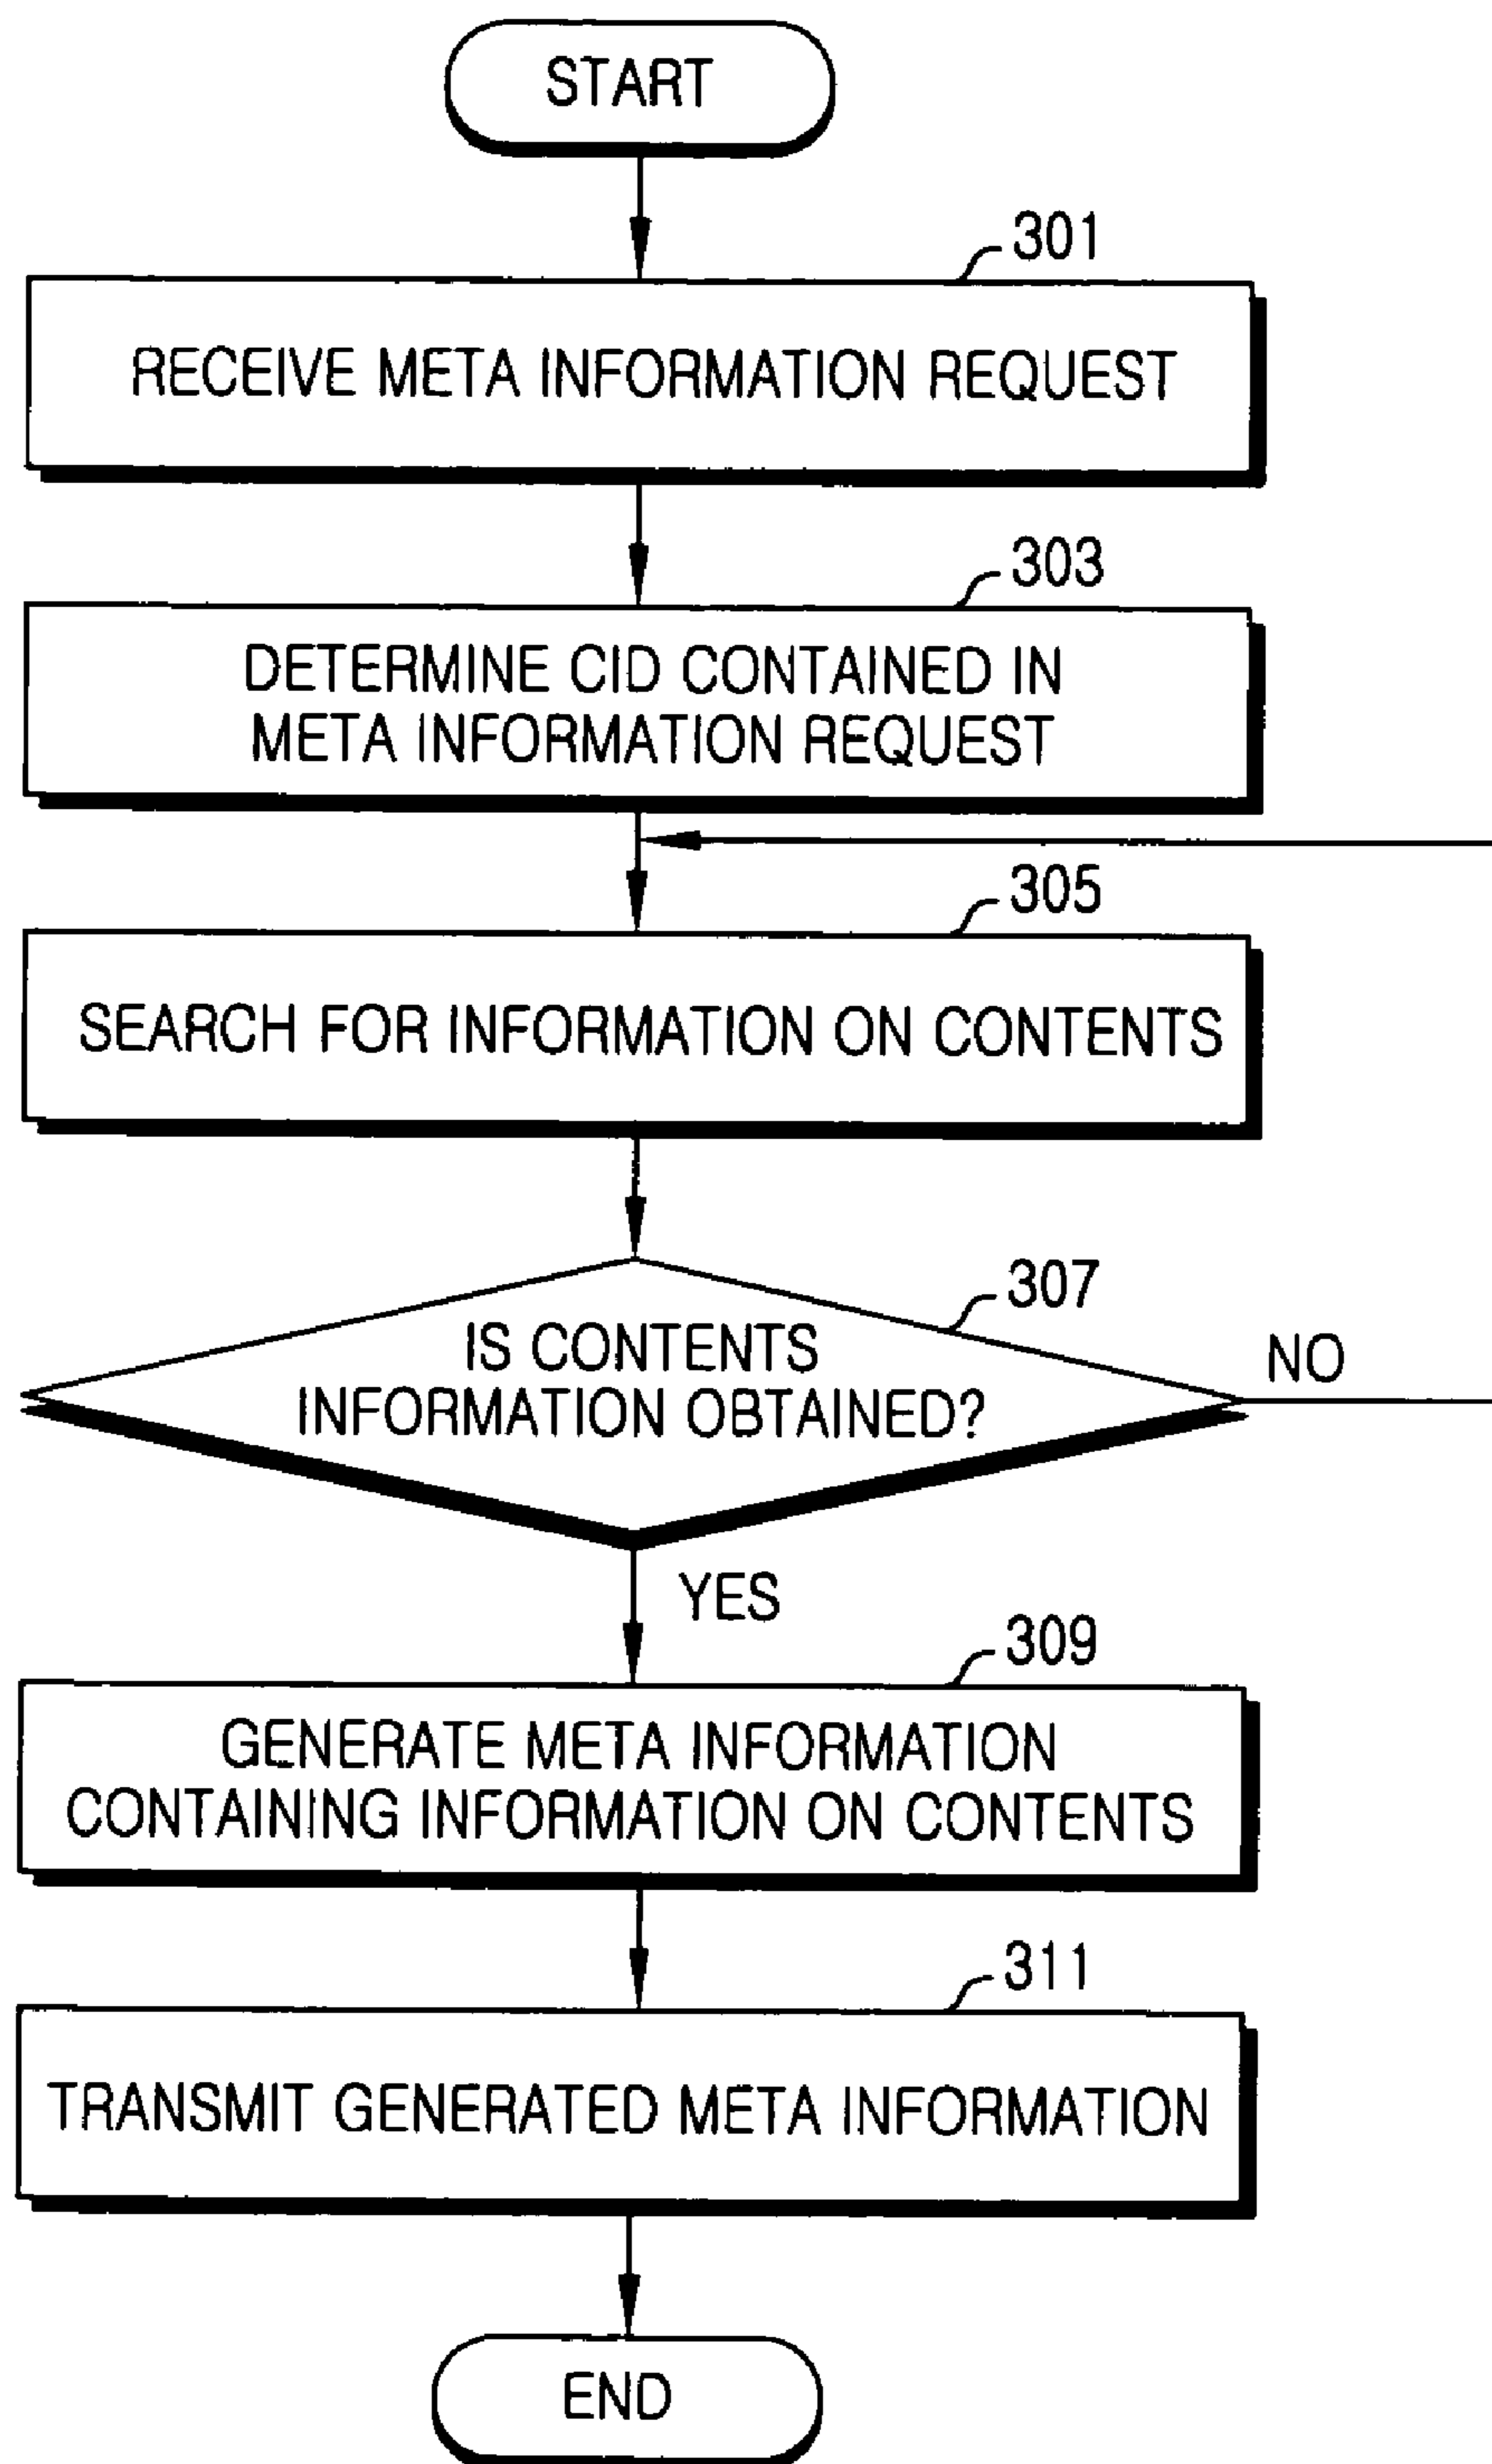 START
301
RECEIVE META INFORMATION REQUEST
303
DETERMINE CID CONTAINED IN
META INFORMATION REQUEST
305
SEARCH FOR INFORMATION ON CONTENTS
307
IS CONTENTS
INFORMATION OBTAINED?
NO
YES
309
GENERATE META INFORMATION
CONTAINING INFORMATION ON CONTENTS
311
TRANSMIT GENERATED META INFORMATION
END